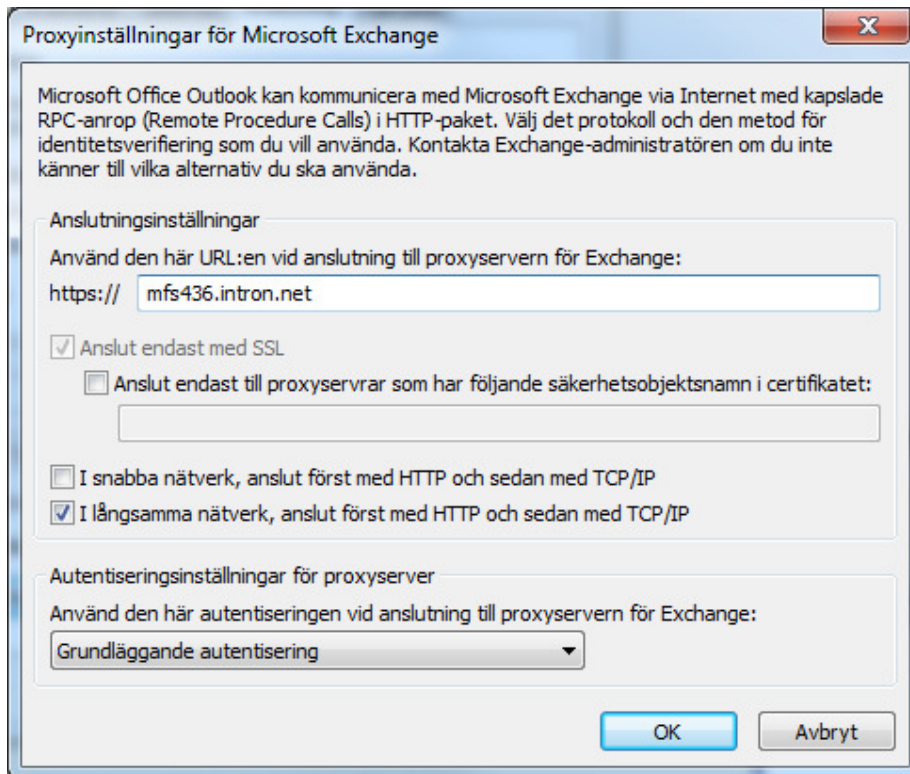 Proxyinställningar för Microsoft Exchange
Microsoft Office Outlook kan kommunicera med Microsoft Exchange via Internet med kapslade
RPC-anrop (Remote Procedure Calls) i HTTP-paket. Välj det protokoll och den metod för
identitetsverifiering som du vill använda. Kontakta Exchange-administratören om du inte
känner till vilka alternativ du ska använda.
Anslutningsinställningar
Använd den här URL:en vid anslutning till proxyservern för Exchange:
https:// mfs436.intron.net
Anslut endast med SSL
Anslut endast till proxyservrar som har följande säkerhetsobjektsnamn i certifikatet:
I snabba nätverk, anslut först med HTTP och sedan med TCP/IP
I långsamma nätverk, anslut först med HTTP och sedan med TCP/IP
Autentiseringsinställningar för proxyserver
Använd den här autentiseringen vid anslutning till proxyservern för Exchange:
Grundläggande autentisering
OK Avbryt